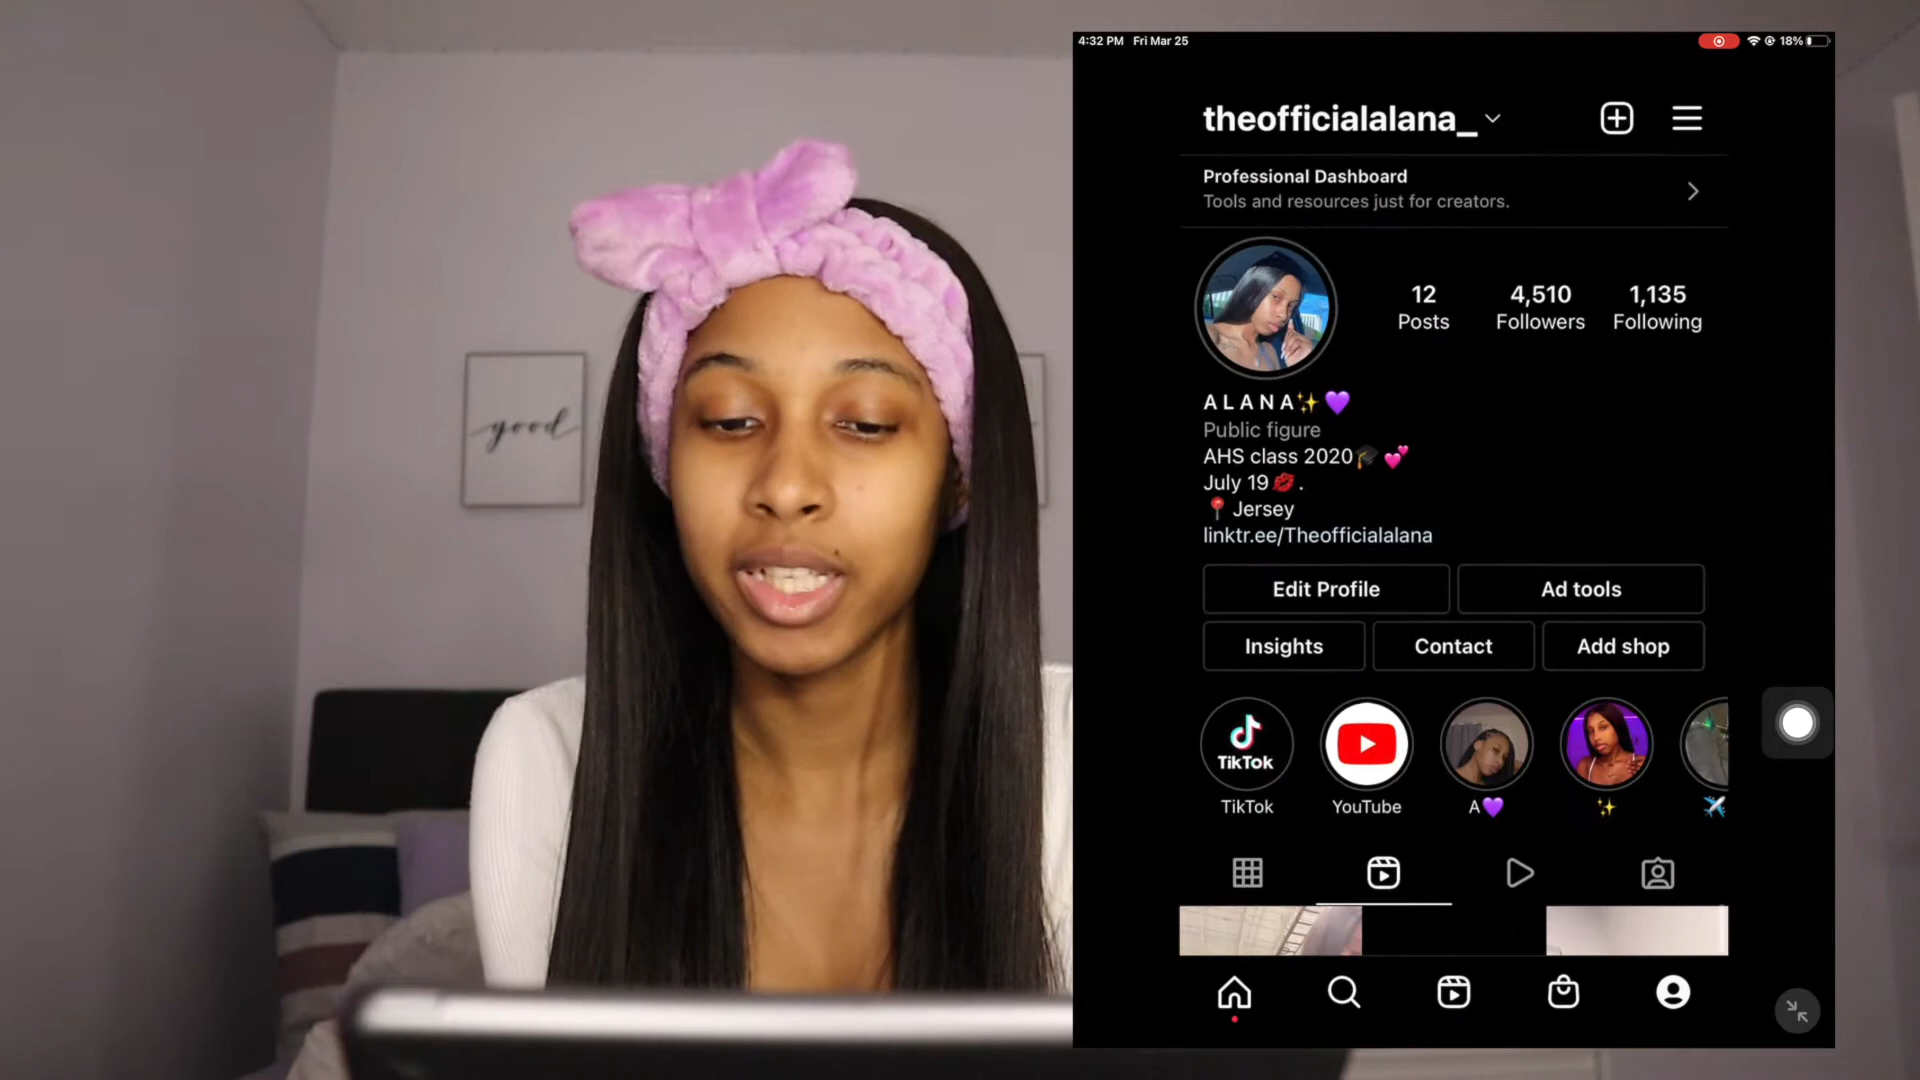 good
4:32 PM Fri Mar 25
18%
theofficialalana_
Professional Dashboard
Tools and resources just for creators.
12 4,510 1,135
Posts Followers Following
A L A N A✨💜
Public figure
AHS class 2020🎓💕
July 19💋.
📍Jersey
linktr.ee/Theofficialalana
Edit Profile Ad tools
Insights Contact Add shop
TikTok
TikTok YouTube A💜 ✨ ✈️